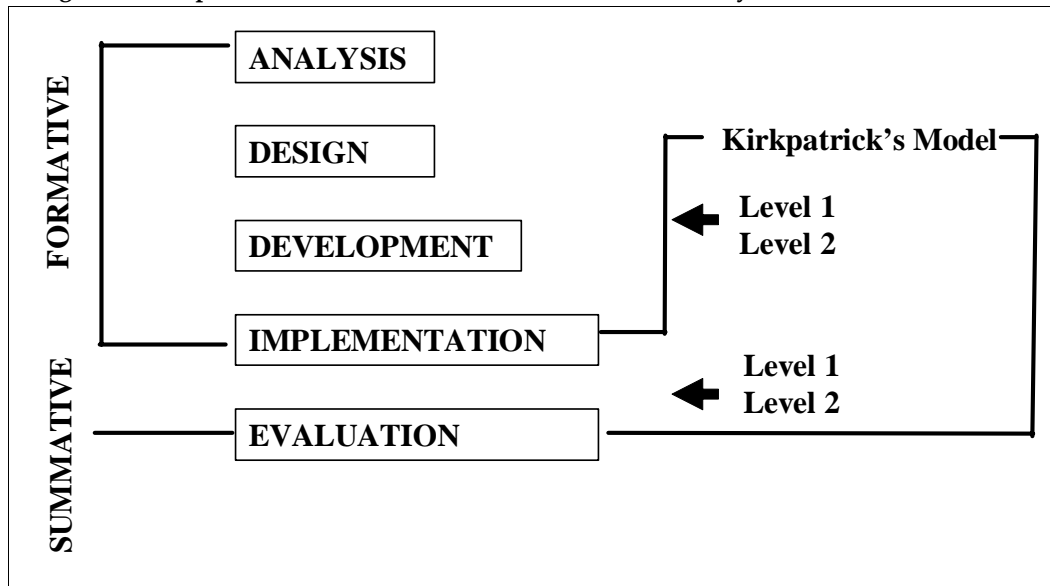 FORMATIVE
SUMMATIVE
ANALYSIS
DESIGN
DEVELOPMENT
IMPLEMENTATION
EVALUATION
Kirkpatrick’s Model
Level 1
Level 2
Level 1
Level 2